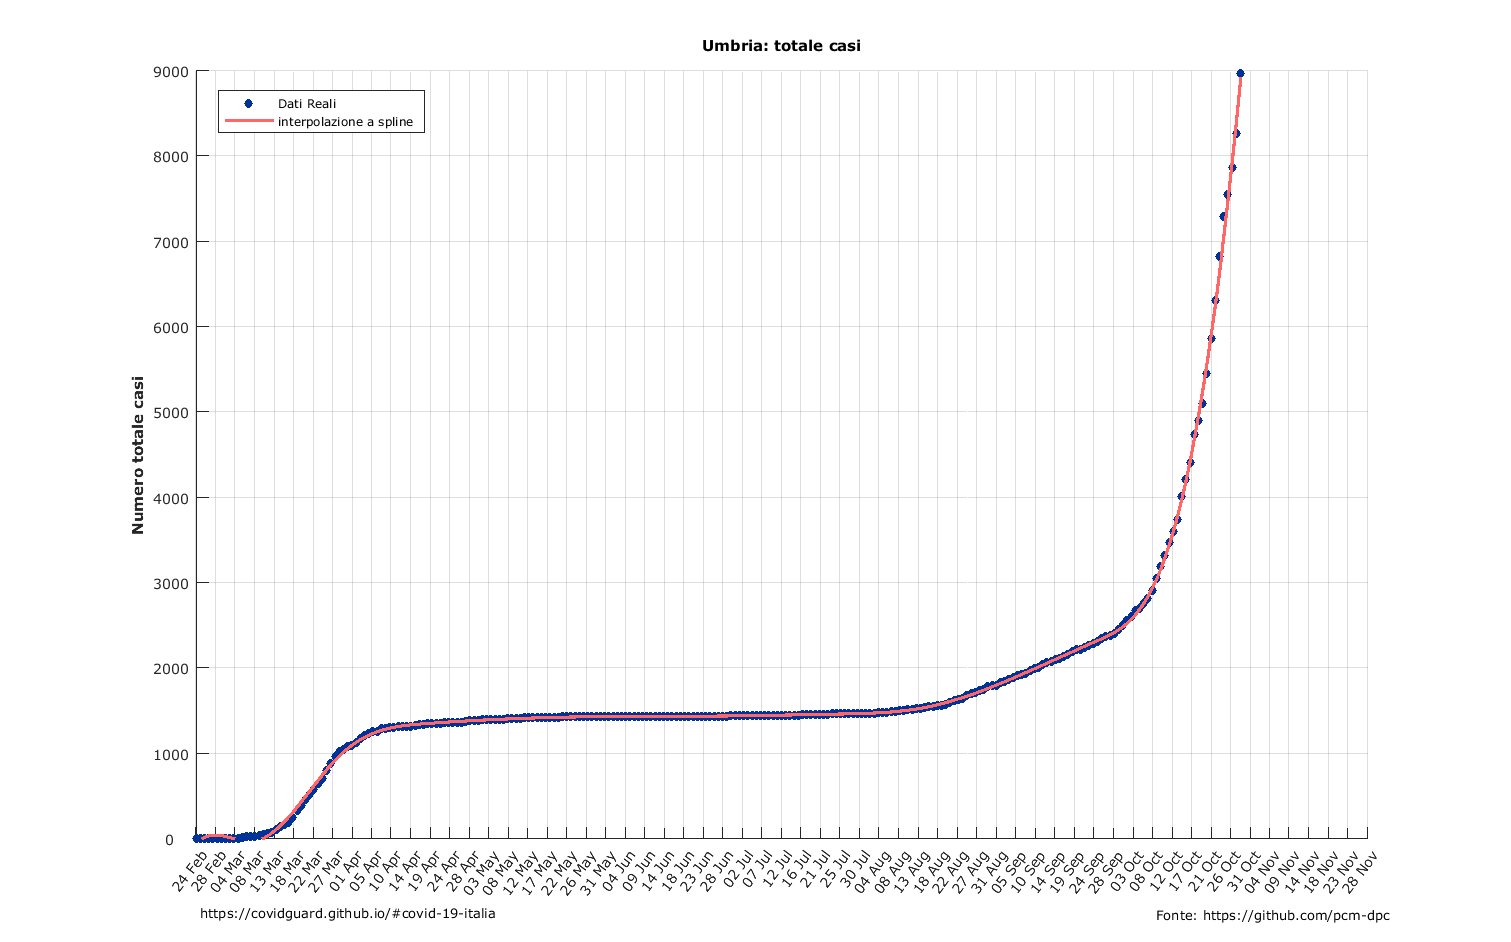 Umbria: totale casi
9000
8000
7000
6000
5000
4000
3000
2000
1000
0
Dati Reali
interpolazione a spline
Numero totale casi
24 Feb
28 Feb
04 Mar
08 Mar
13 Mar
18 Mar
22 Mar
27 Mar
01 Apr
05 Apr
10 Apr
14 Apr
19 Apr
24 Apr
28 Apr
03 May
08 May
12 May
17 May
22 May
26 May
31 May
04 Jun
09 Jun
14 Jun
18 Jun
23 Jun
28 Jun
02 Jul
07 Jul
12 Jul
16 Jul
21 Jul
25 Jul
30 Jul
04 Aug
08 Aug
13 Aug
18 Aug
22 Aug
27 Aug
31 Aug
05 Sep
10 Sep
14 Sep
19 Sep
24 Sep
28 Sep
03 Oct
08 Oct
12 Oct
17 Oct
21 Oct
26 Oct
31 Oct
04 Nov
09 Nov
14 Nov
18 Nov
23 Nov
28 Nov
https://covidguard.github.io/#covid-19-italia
Fonte: https://github.com/pcm-dpc